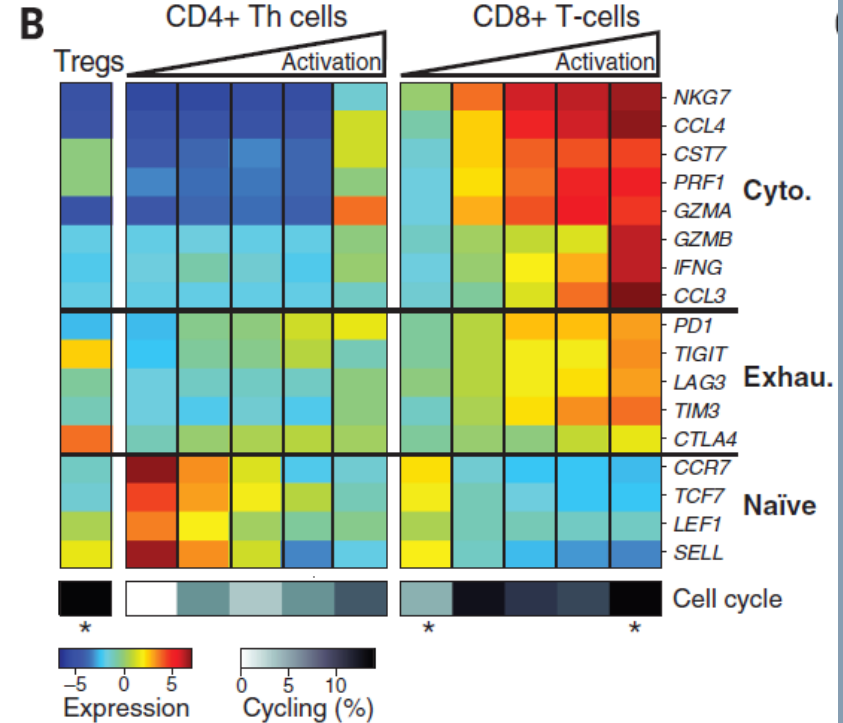 B
CD4+ Th cells
CD8+ T-cells
Tregs
Activation
Activation
NKG7
CCL4
CST7
PRF1
GZMA
GZMB
IFNG
CCL3
Cyto.
PD1
TIGIT
LAG3
TIM3
CTLA4
Exhau.
CCR7
TCF7
LEF1
SELL
Naïve
Cell cycle
* * *
−5 0 5
Expression
0 5 10
Cycling (%)